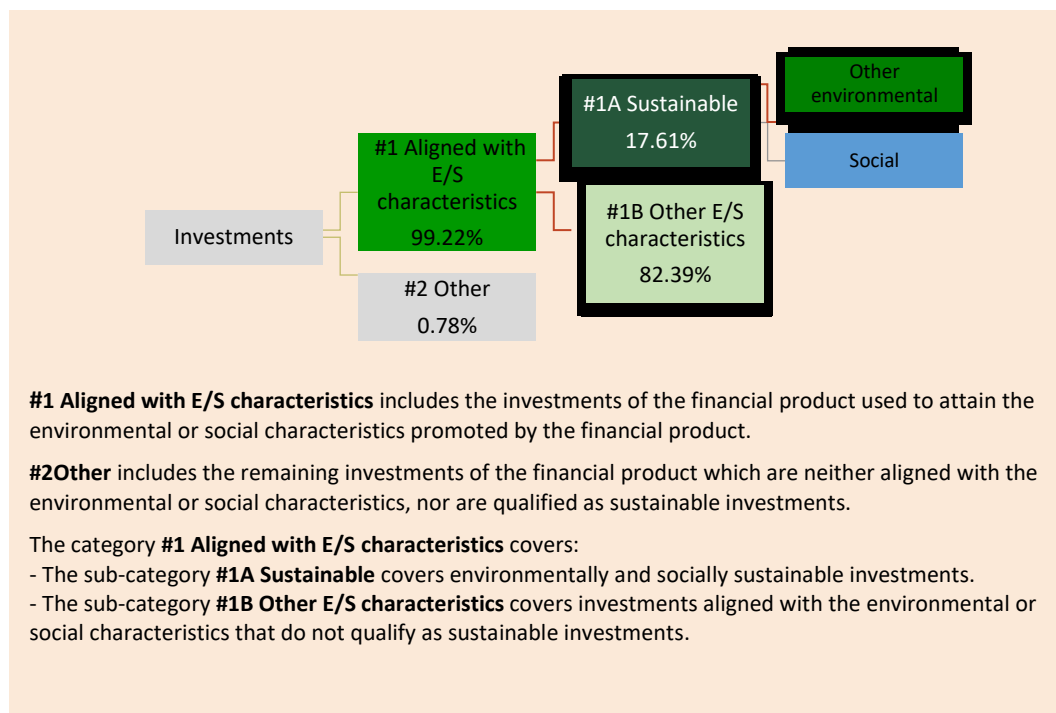 Investments
#1 Aligned with
E/S
characteristics
99.22%
#2 Other
0.78%
#1A Sustainable
17.61%
#1B Other E/S
characteristics
82.39%
Other
environmental
Social
#1 Aligned with E/S characteristics includes the investments of the financial product used to attain the
environmental or social characteristics promoted by the financial product.
#2Other includes the remaining investments of the financial product which are neither aligned with the
environmental or social characteristics, nor are qualified as sustainable investments.
The category #1 Aligned with E/S characteristics covers:
- The sub-category #1A Sustainable covers environmentally and socially sustainable investments.
- The sub-category #1B Other E/S characteristics covers investments aligned with the environmental or
social characteristics that do not qualify as sustainable investments.